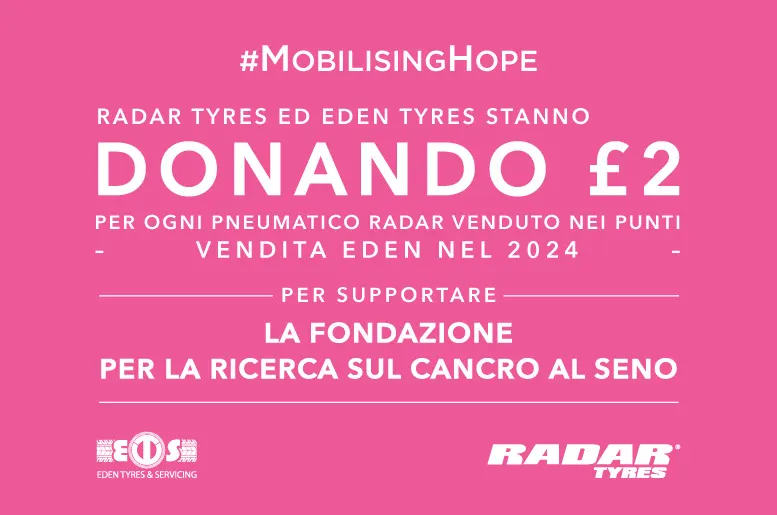 #MobilisingHope
RADAR TYRES ED EDEN TYRES STANNO
DONANDO £2
PER OGNI PNEUMATICO RADAR VENDUTO NEI PUNTI
- VENDITA EDEN NEL 2024 -
PER SUPPORTARE
LA FONDAZIONE
PER LA RICERCA SUL CANCRO AL SENO
ETS
EDEN TYRES & SERVICING
RADAR®
TYRES